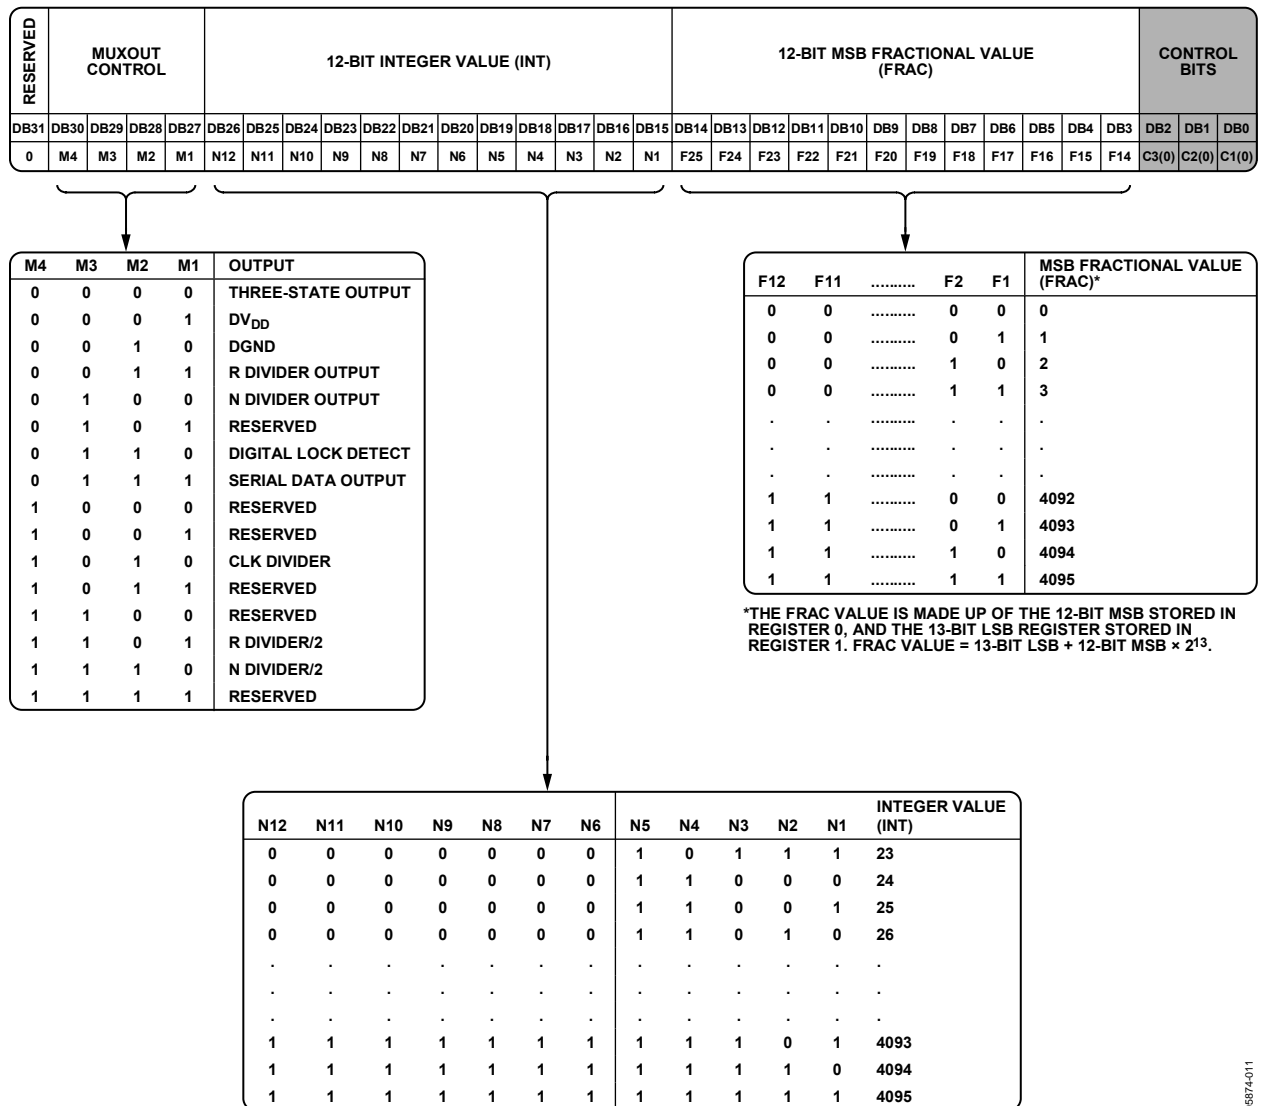 RESERVED
MUXOUT
CONTROL
12-BIT INTEGER VALUE (INT)
12-BIT MSB FRACTIONAL VALUE
(FRAC)
CONTROL
BITS
DB31 DB30 DB29 DB28 DB27 DB26 DB25 DB24 DB23 DB22 DB21 DB20 DB19 DB18 DB17 DB16 DB15 DB14 DB13 DB12 DB11 DB10 DB9 DB8 DB7 DB6 DB5 DB4 DB3 DB2 DB1 DB0
0 M4 M3 M2 M1 N12 N11 N10 N9 N8 N7 N6 N5 N4 N3 N2 N1 F25 F24 F23 F22 F21 F20 F19 F18 F17 F16 F15 F14 C3(0) C2(0) C1(0)
M4 M3 M2 M1 OUTPUT
0 0 0 0 THREE-STATE OUTPUT
0 0 0 1 DVDD
0 0 1 0 DGND
0 0 1 1 R DIVIDER OUTPUT
0 1 0 0 N DIVIDER OUTPUT
0 1 0 1 RESERVED
0 1 1 0 DIGITAL LOCK DETECT
0 1 1 1 SERIAL DATA OUTPUT
1 0 0 0 RESERVED
1 0 0 1 RESERVED
1 0 1 0 CLK DIVIDER
1 0 1 1 RESERVED
1 1 0 0 RESERVED
1 1 0 1 R DIVIDER/2
1 1 1 0 N DIVIDER/2
1 1 1 1 RESERVED
MSB FRACTIONAL VALUE
F12 F11 .......... F2 F1 (FRAC)*
0 0 .......... 0 0 0
0 0 .......... 0 1 1
0 0 .......... 1 0 2
0 0 .......... 1 1 3
. . .......... . . .
. . .......... . . .
. . .......... . . .
1 1 .......... 0 0 4092
1 1 .......... 0 1 4093
1 1 .......... 1 0 4094
1 1 .......... 1 1 4095
*THE FRAC VALUE IS MADE UP OF THE 12-BIT MSB STORED IN
REGISTER 0, AND THE 13-BIT LSB REGISTER STORED IN
REGISTER 1. FRAC VALUE = 13-BIT LSB + 12-BIT MSB × 2¹³.
INTEGER VALUE
N12 N11 N10 N9 N8 N7 N6 N5 N4 N3 N2 N1 (INT)
0 0 0 0 0 0 0 1 0 1 1 1 23
0 0 0 0 0 0 0 1 1 0 0 0 24
0 0 0 0 0 0 0 1 1 0 0 1 25
0 0 0 0 0 0 0 1 1 0 1 0 26
. . . . . . . . . . . . .
. . . . . . . . . . . . .
. . . . . . . . . . . . .
1 1 1 1 1 1 1 1 1 1 0 1 4093
1 1 1 1 1 1 1 1 1 1 1 0 4094
1 1 1 1 1 1 1 1 1 1 1 1 4095